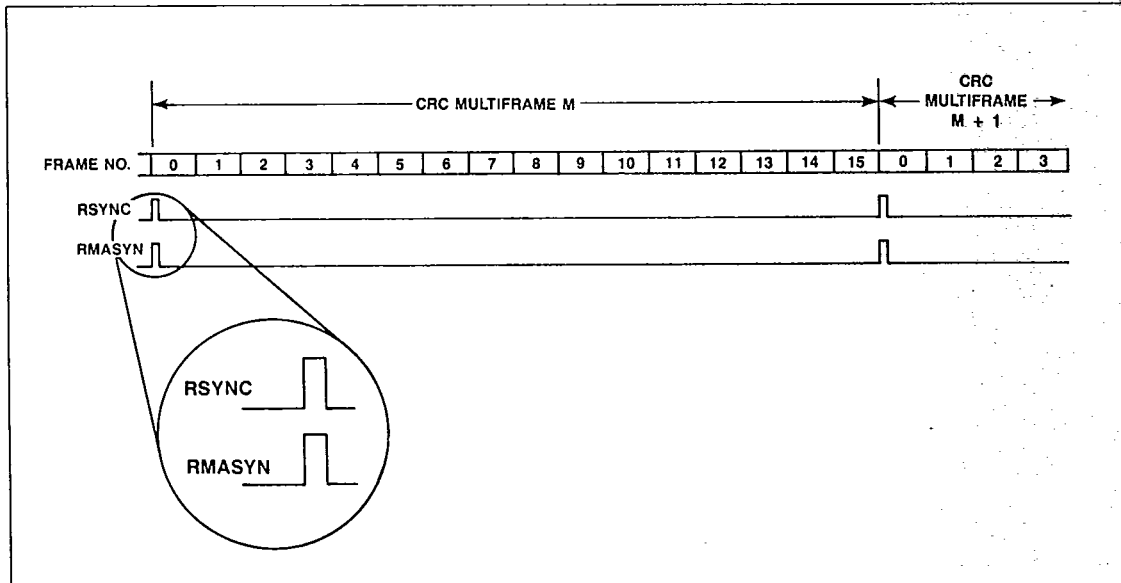 CRC MULTIFRAME M
CRC
MULTIFRAME
M + 1
FRAME NO. 0 1 2 3 4 5 6 7 8 9 10 11 12 13 14 15 0 1 2 3
RSYNC
RMASYN
RSYNC
RMASYN